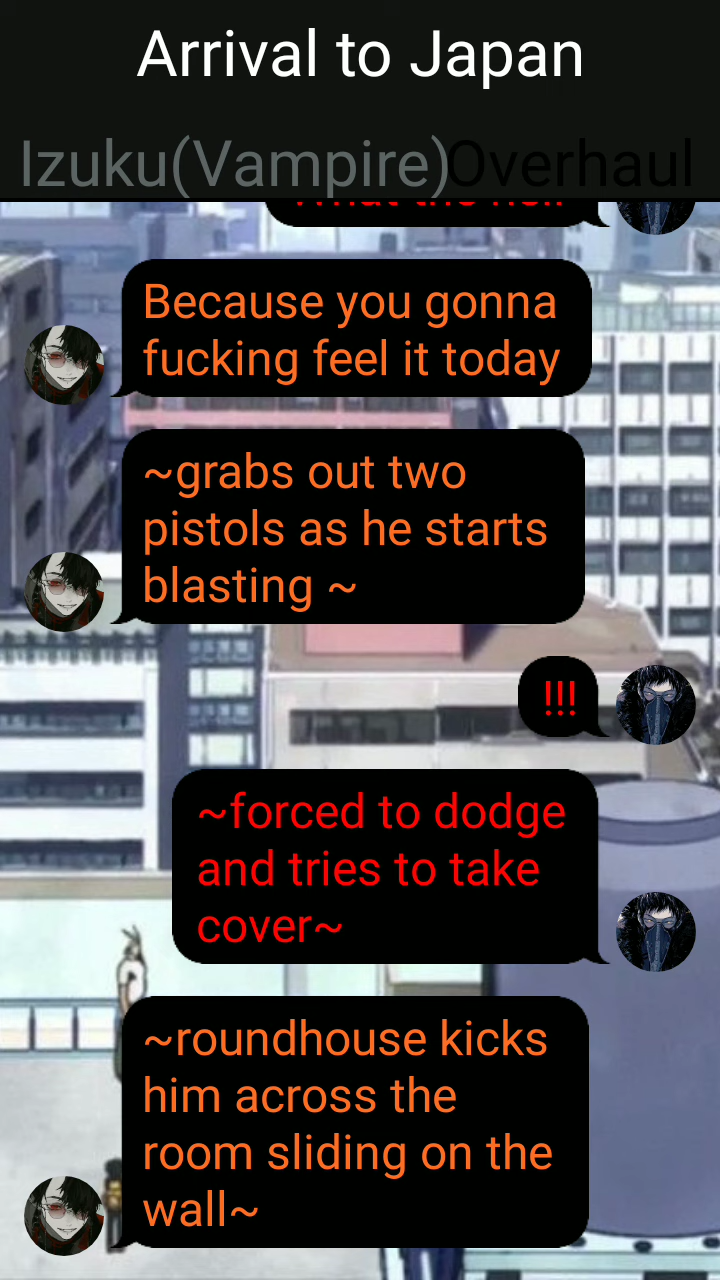 Arrival to Japan
Izuku(Vampire)
Overhaul
Because you gonna
fucking feel it today
~grabs out two
pistols as he starts
blasting ~
!!!
~forced to dodge
and tries to take
cover~
~roundhouse kicks
him across the
room sliding on the
wall~